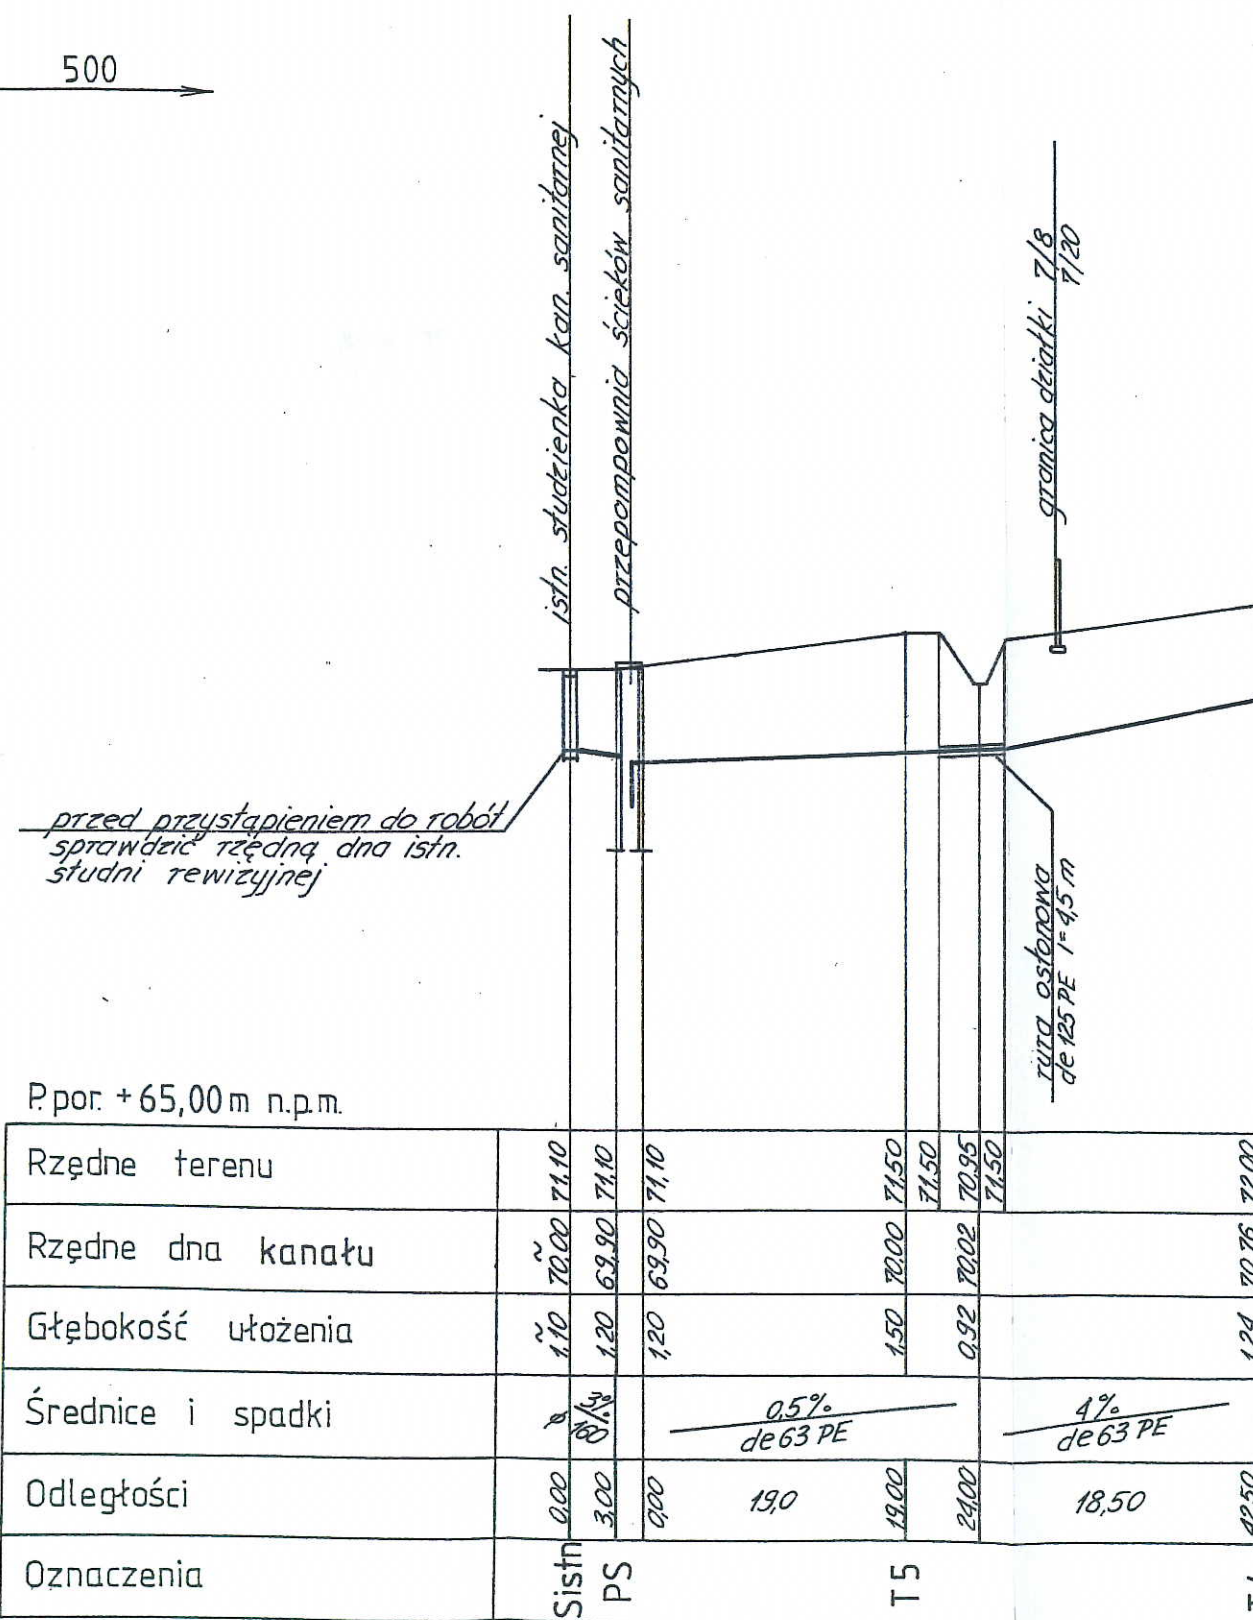 500
istn. studzienka kan. sanitarnej
przepompownia ścieków sanitarnych
granica działki 7/8
7/20
przed przystąpieniem do robót
sprawdzić rzędną dna istn.
studni rewizyjnej
rura osłonowa
de 125 PE l=4,5 m
P.por. +65,00 m n.p.m.
Rzędne terenu 71,10 71,10 71,10 71,50 71,50 70,95 71,50 72,00
Rzędne dna kanału ~70,00 69,90 69,90 70,00 70,02 70,76
Głębokość ułożenia ~1,10 1,20 1,20 1,50 0,92 1,24
Średnice i spadki ø160 3% 0,5% de 63 PE 4% de 63 PE
Odległości 0,00 3,00 0,00 19,0 19,00 24,00 18,50 42,50
Oznaczenia Sistn PS T5